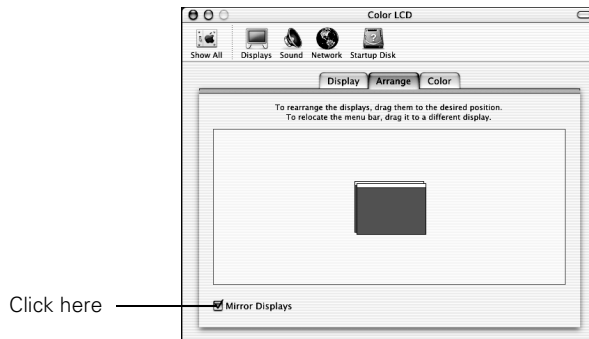 Color LCD
Show All Displays Sound Network Startup Disk
Display Arrange Color
To rearrange the displays, drag them to the desired position.
To relocate the menu bar, drag it to a different display.
Click here
Mirror Displays